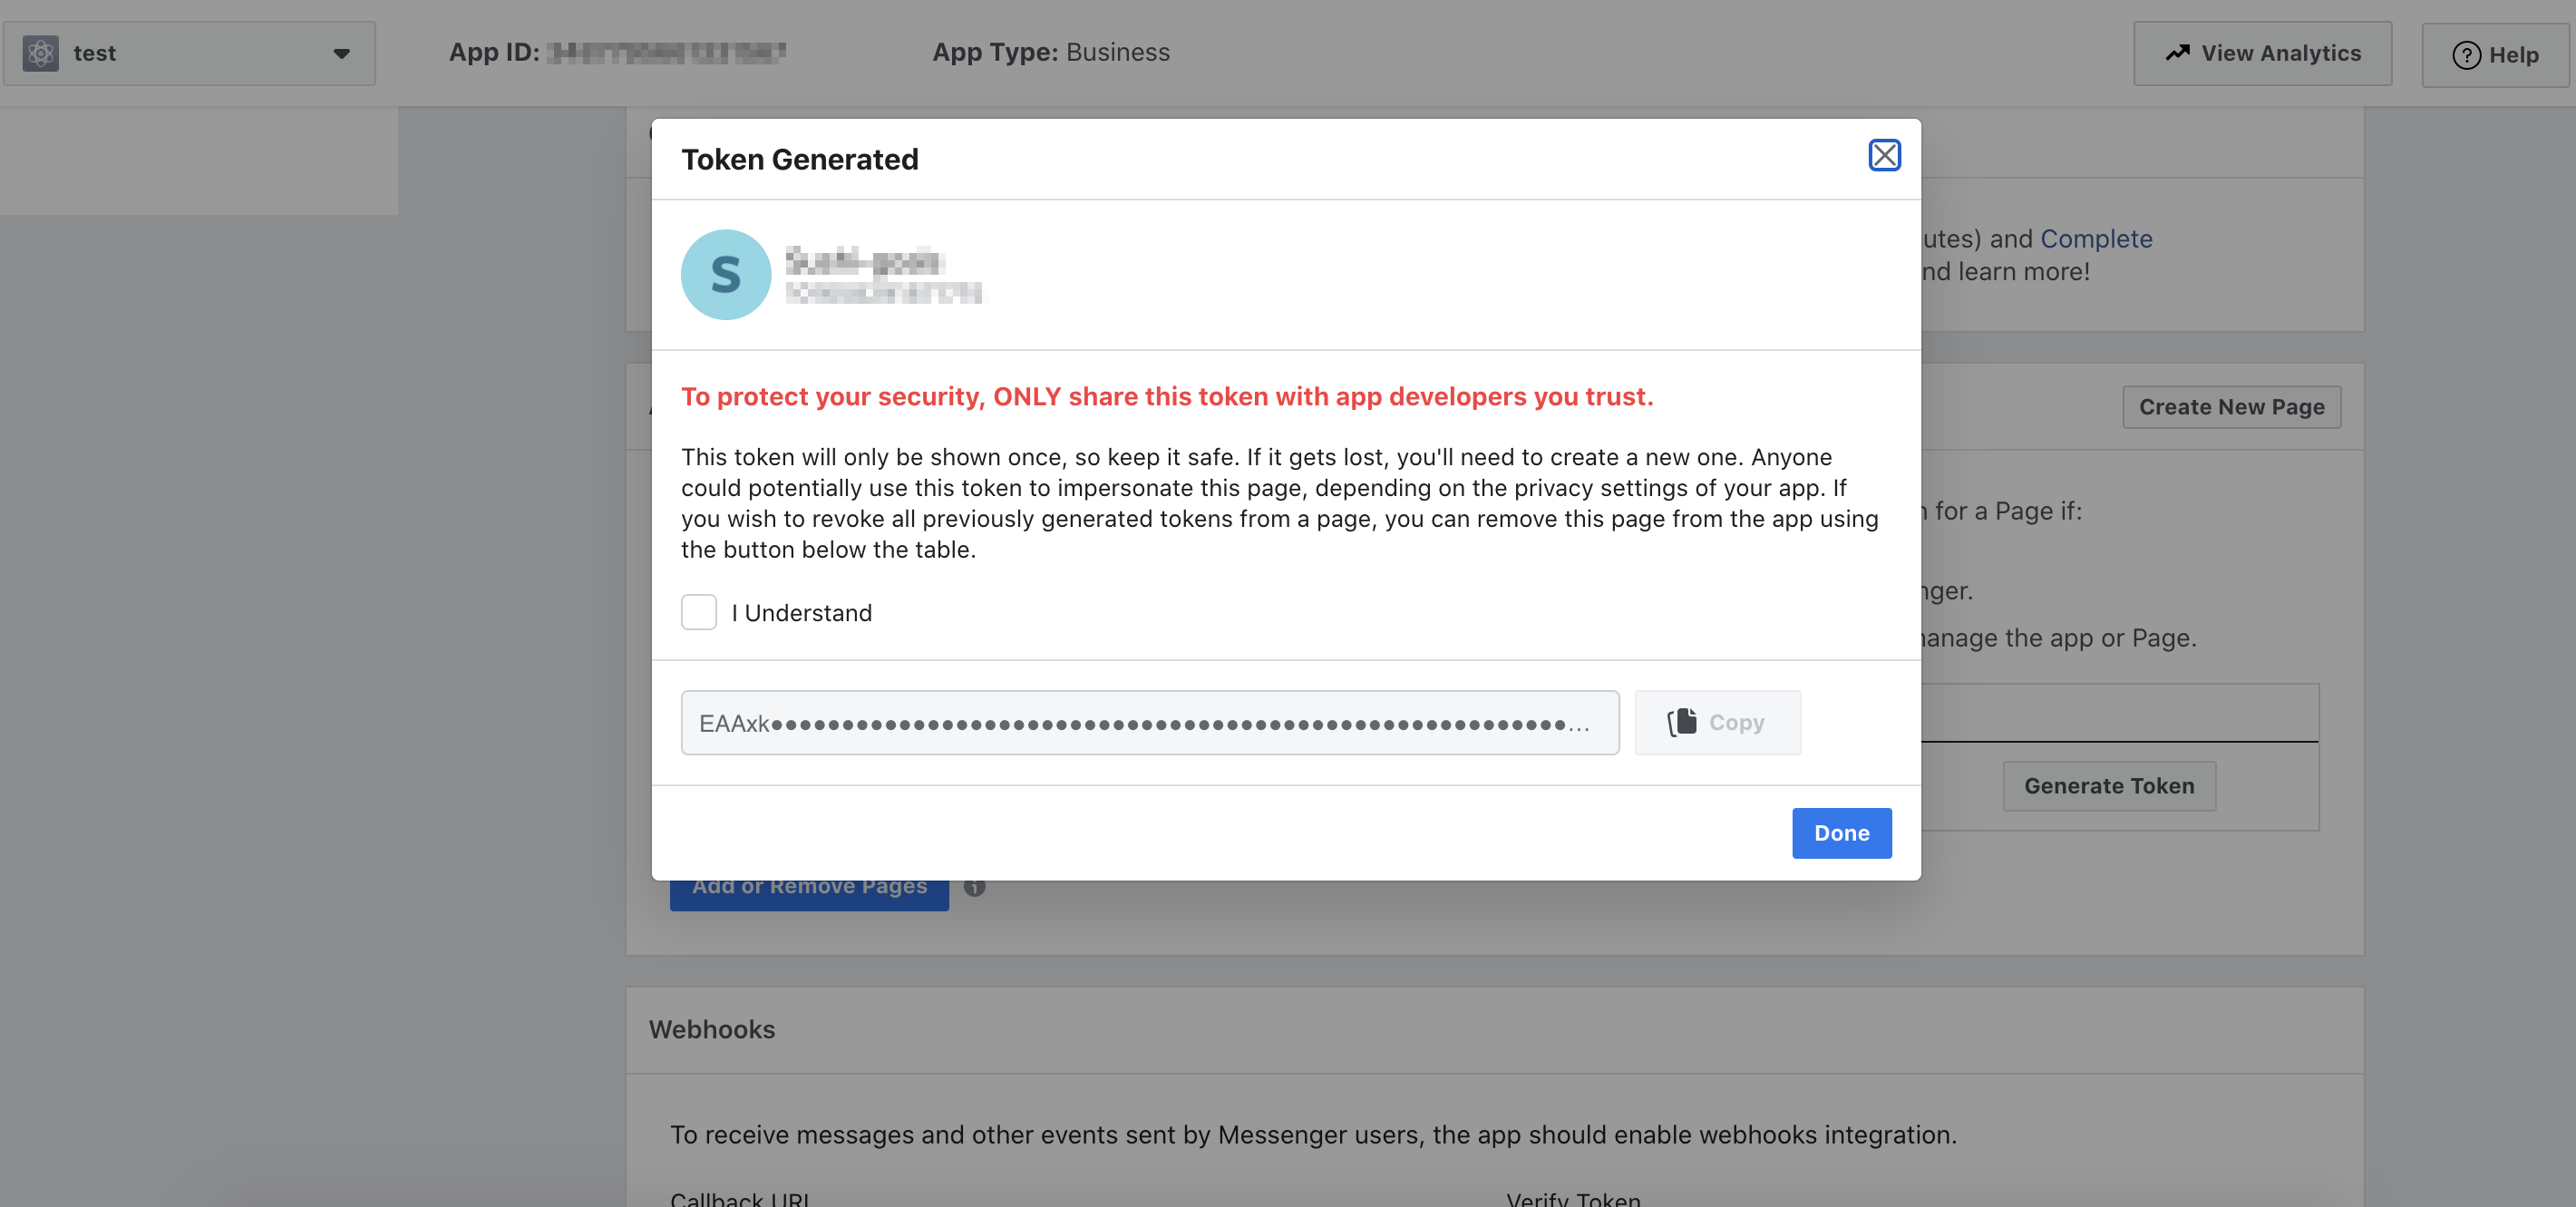 test
App ID:
App Type: Business
View Analytics
? Help
Token Generated
S
utes) and Complete
nd learn more!
To protect your security, ONLY share this token with app developers you trust.
Create New Page
This token will only be shown once, so keep it safe. If it gets lost, you'll need to create a new one. Anyone
could potentially use this token to impersonate this page, depending on the privacy settings of your app. If
you wish to revoke all previously generated tokens from a page, you can remove this page from the app using
the button below the table.
for a Page if:
nger.
I Understand
anage the app or Page.
EAAxk••••••••••••••••••••••••••••••••••••••••••••••••••••••••...
Copy
Generate Token
Done
Add or Remove Pages
Webhooks
To receive messages and other events sent by Messenger users, the app should enable webhooks integration.
Callback URL
Verify Token